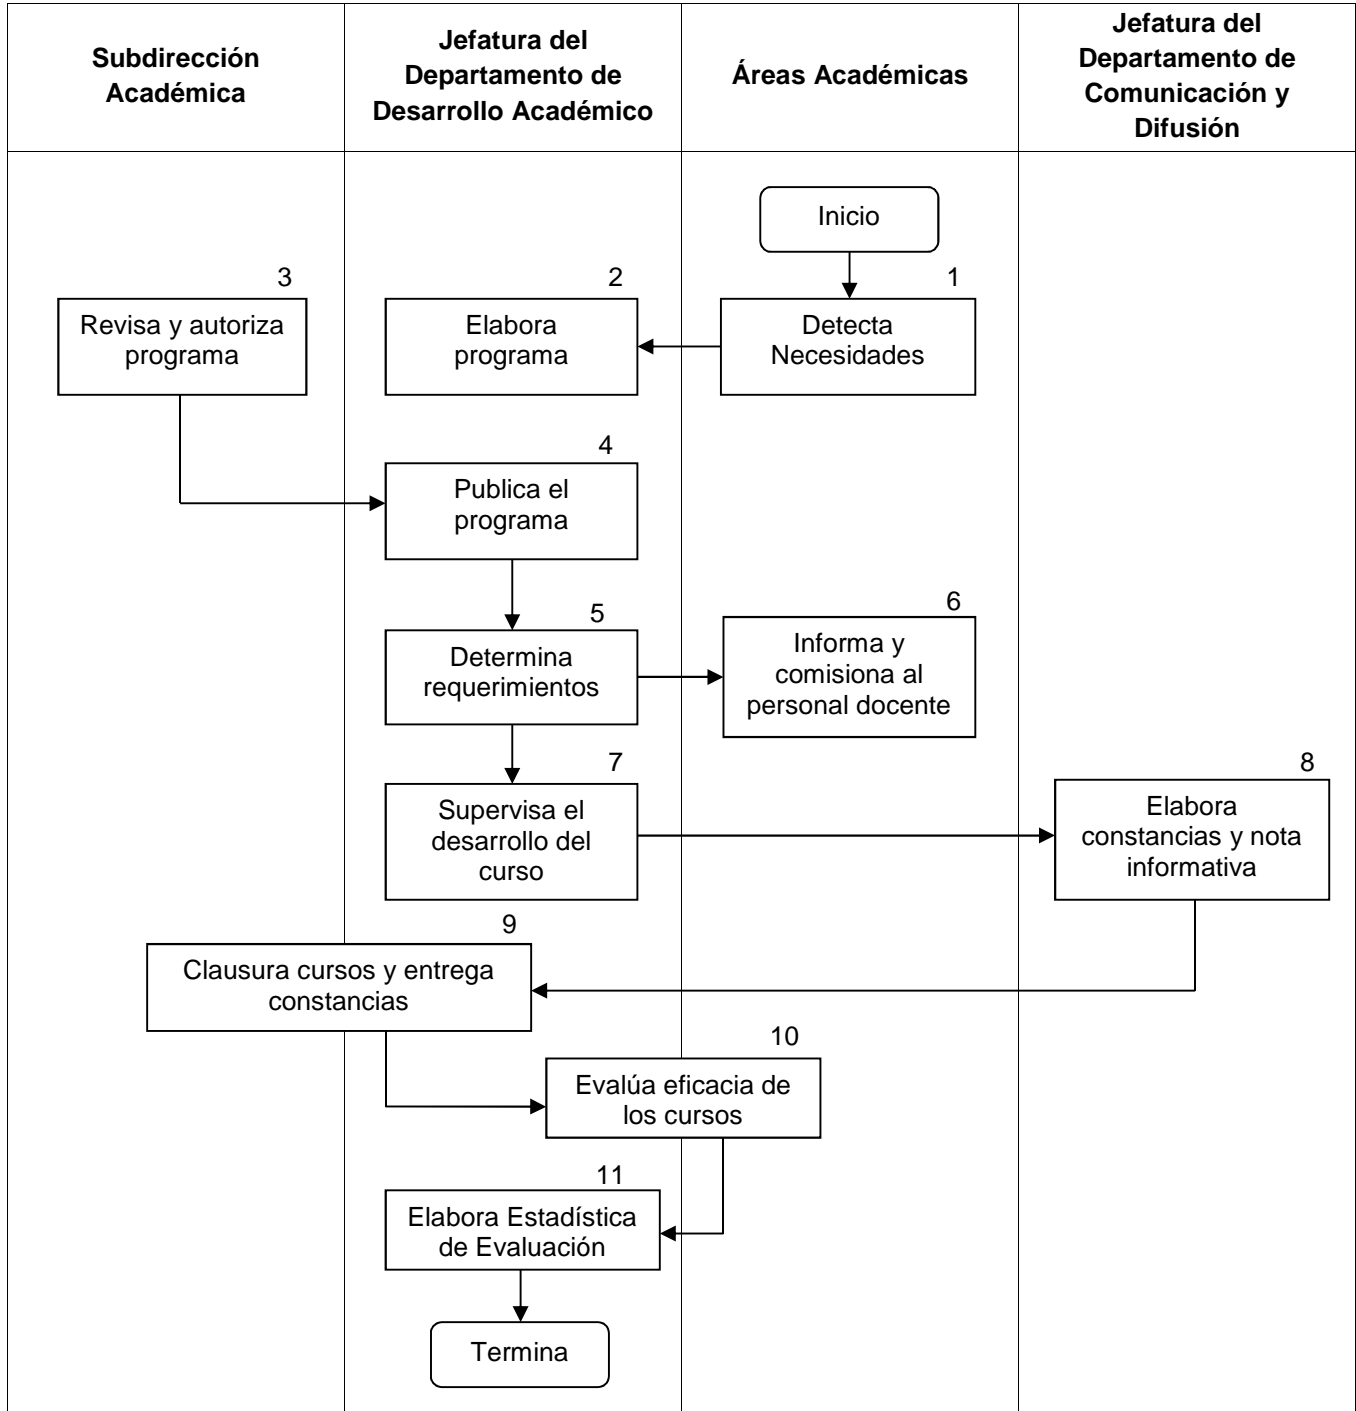 Subdirección
Académica
Jefatura del
Departamento de
Desarrollo Académico
Áreas Académicas
Jefatura del
Departamento de
Comunicación y
Difusión
Inicio
1
Detecta
Necesidades
2
Elabora
programa
3
Revisa y autoriza
programa
4
Publica el
programa
5
Determina
requerimientos
6
Informa y
comisiona al
personal docente
7
Supervisa el
desarrollo del
curso
8
Elabora
constancias y nota
informativa
9
Clausura cursos y entrega
constancias
10
Evalúa eficacia de
los cursos
11
Elabora Estadística
de Evaluación
Termina